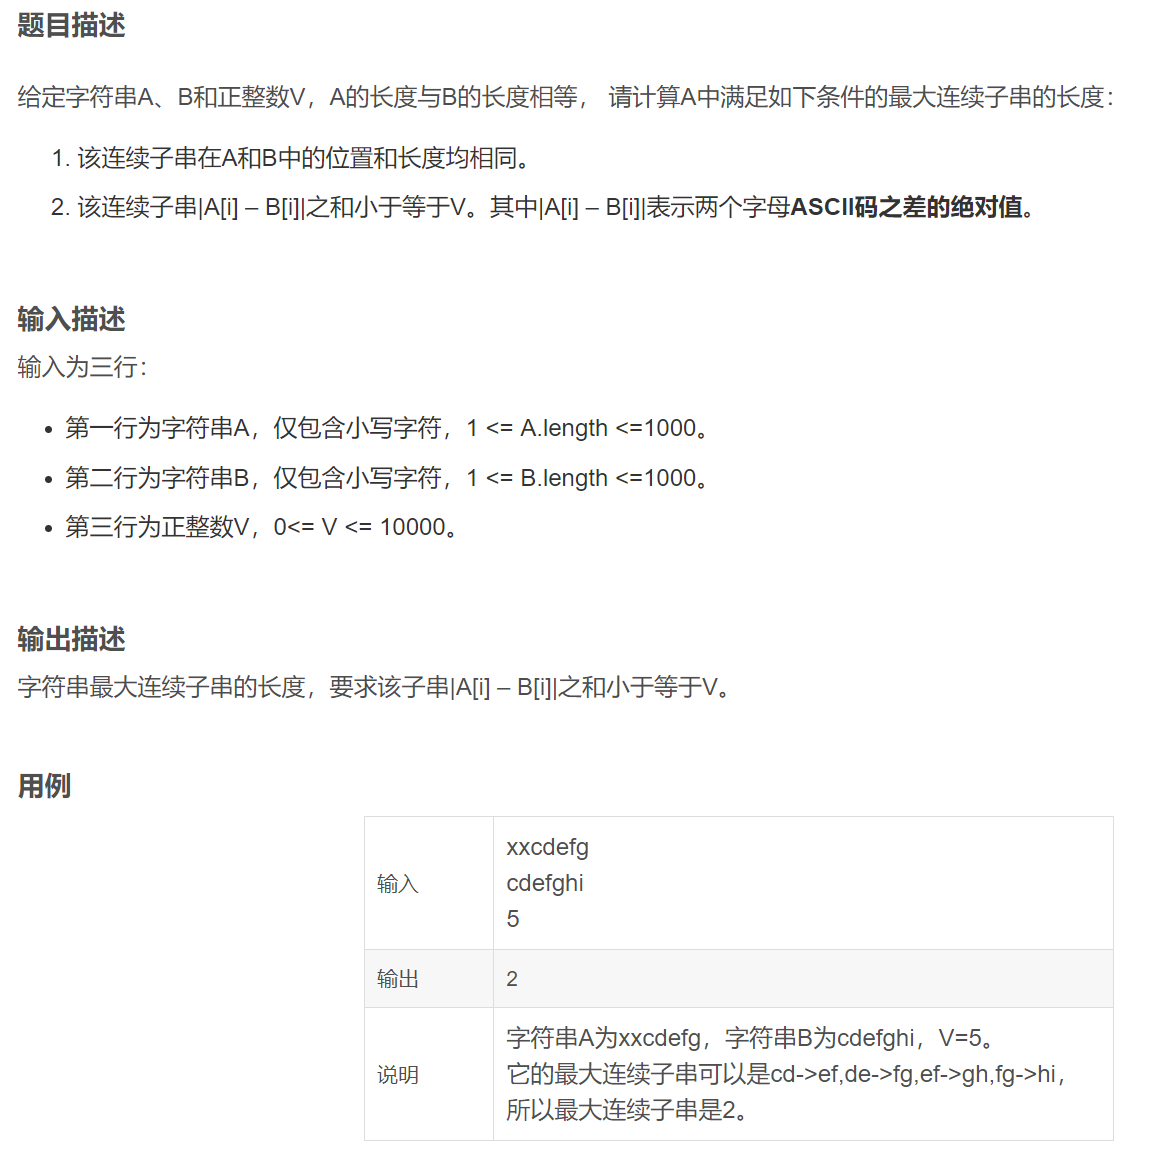 题目描述
给定字符串A、B和正整数V，A的长度与B的长度相等， 请计算A中满足如下条件的最大连续子串的长度：
1. 该连续子串在A和B中的位置和长度均相同。
2. 该连续子串|A[i] – B[i]|之和小于等于V。其中|A[i] – B[i]|表示两个字母ASCII码之差的绝对值。
输入描述
输入为三行：
• 第一行为字符串A，仅包含小写字符，1 <= A.length <=1000。
• 第二行为字符串B，仅包含小写字符，1 <= B.length <=1000。
• 第三行为正整数V，0<= V <= 10000。
输出描述
字符串最大连续子串的长度，要求该子串|A[i] – B[i]|之和小于等于V。
用例
输入
xxcdefg
cdefghi
5
输出
2
说明
字符串A为xxcdefg，字符串B为cdefghi，V=5。
它的最大连续子串可以是cd->ef,de->fg,ef->gh,fg->hi，
所以最大连续子串是2。